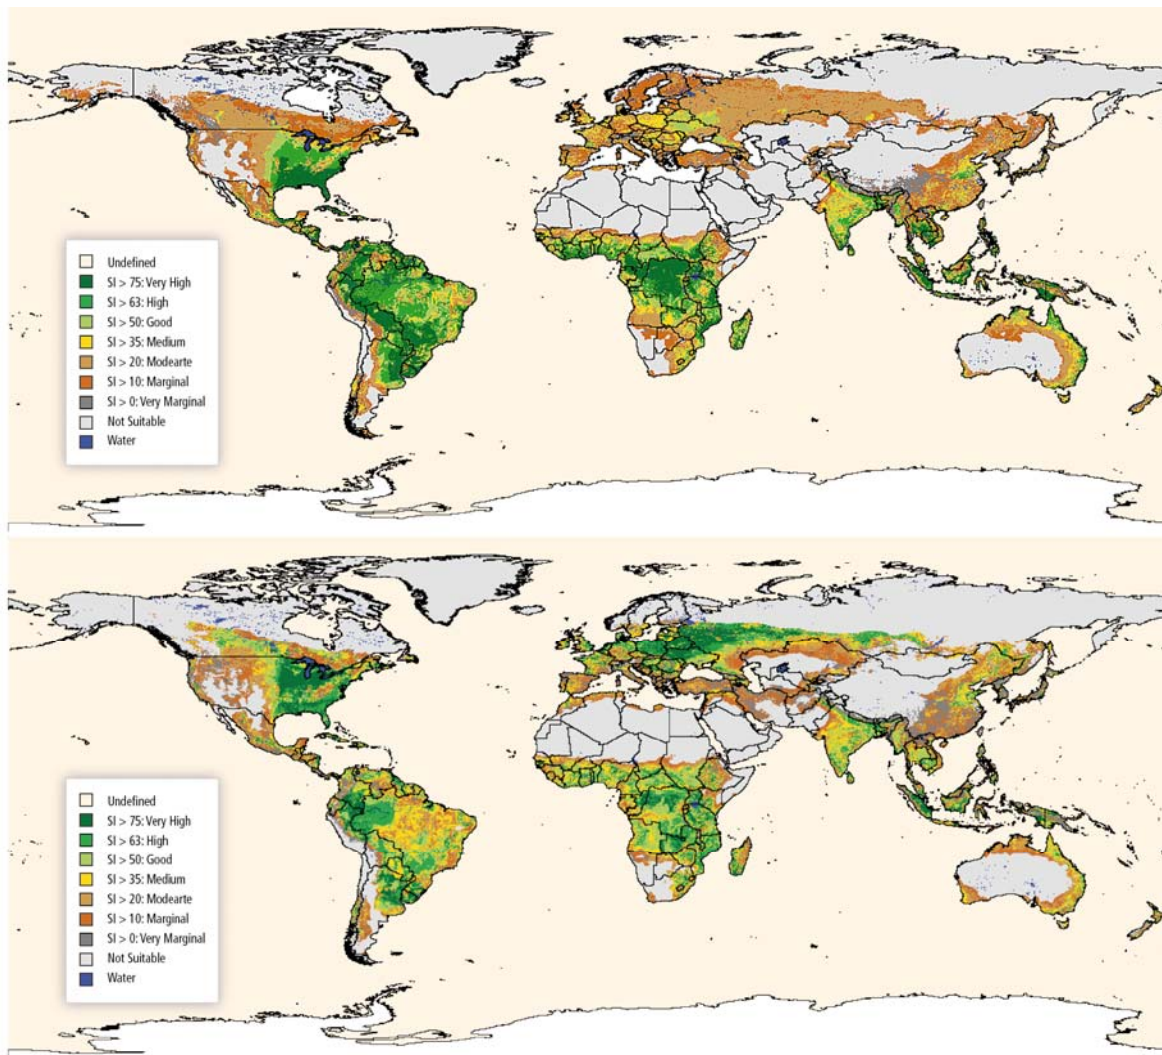 Undefined
SI > 75: Very High
SI > 63: High
SI > 50: Good
SI > 35: Medium
SI > 20: Modearte
SI > 10: Marginal
SI > 0: Very Marginal
Not Suitable
Water
Undefined
SI > 75: Very High
SI > 63: High
SI > 50: Good
SI > 35: Medium
SI > 20: Modearte
SI > 10: Marginal
SI > 0: Very Marginal
Not Suitable
Water